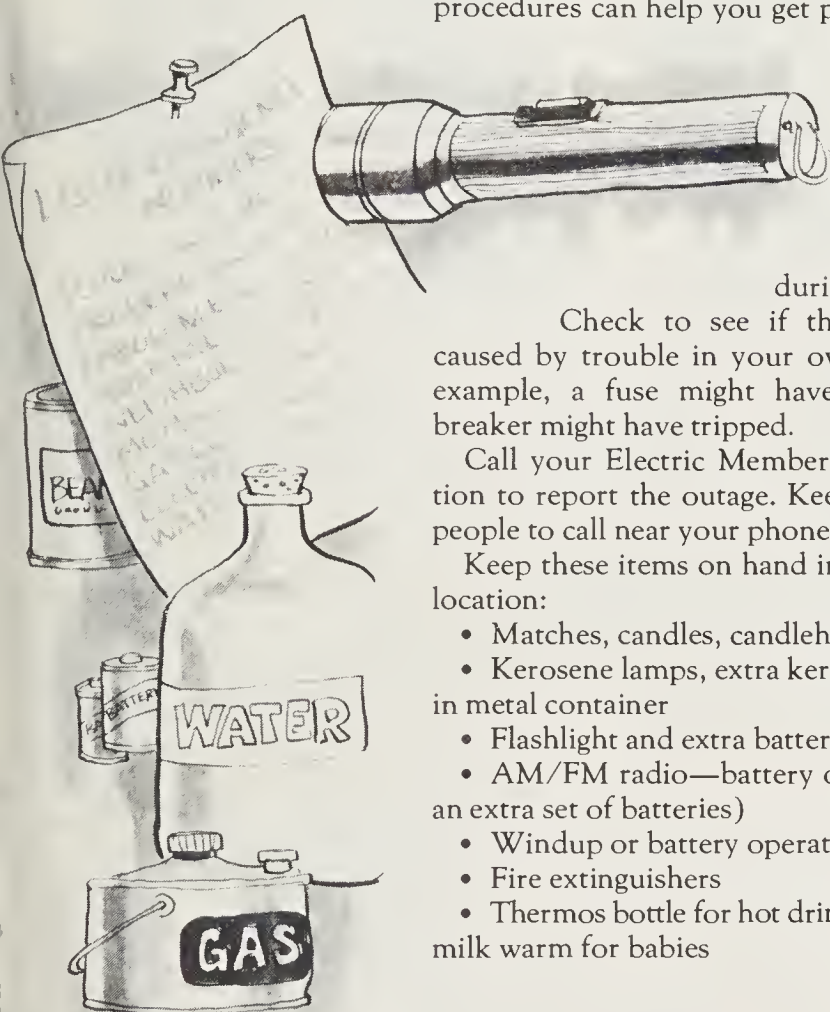 procedures can help you get p
duri
Check to see if th
caused by trouble in your ov
example, a fuse might have
breaker might have tripped.
Call your Electric Member
tion to report the outage. Kee
people to call near your phone
Keep these items on hand in
location:
• Matches, candles, candleh
• Kerosene lamps, extra ker
in metal container
• Flashlight and extra batter
• AM/FM radio—battery o
an extra set of batteries)
• Windup or battery operat
• Fire extinguishers
• Thermos bottle for hot drin
milk warm for babies
BEAN
BATTERY
WATER
GAS